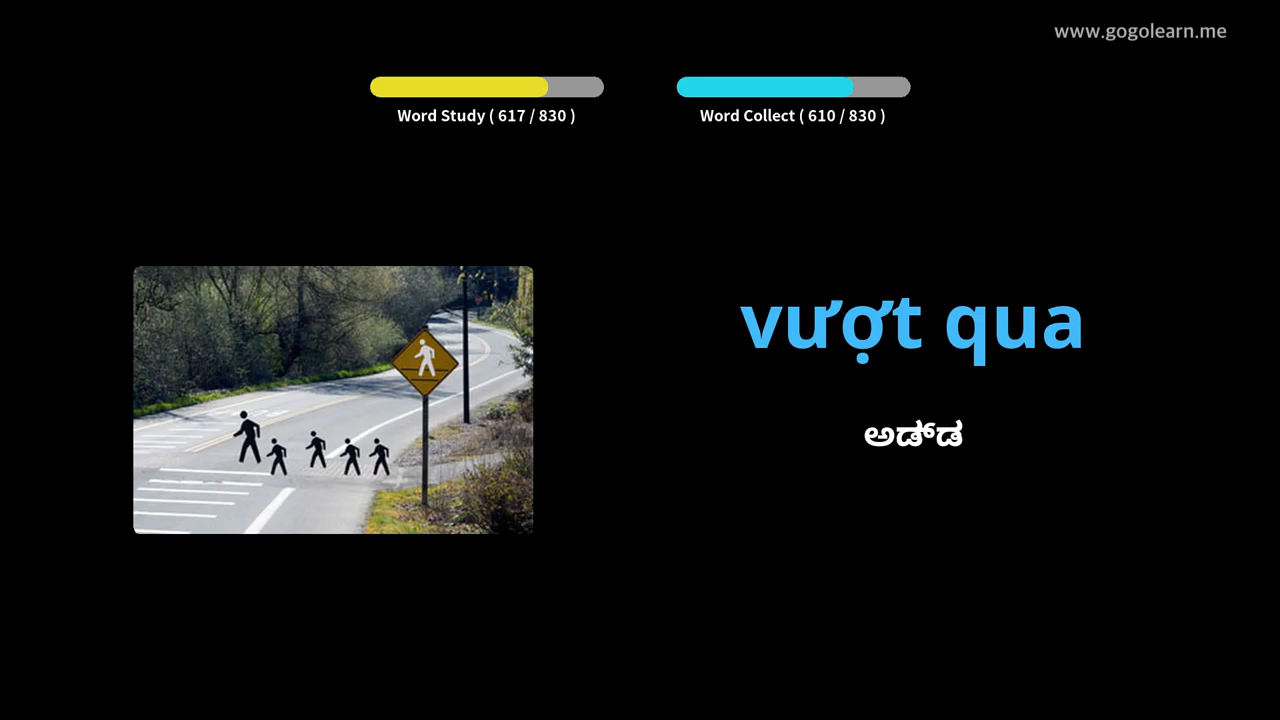 www.gogolearn.me
Word Study ( 617 / 830 )
Word Collect ( 610 / 830 )
vượt qua
ಅಡ್ಡ